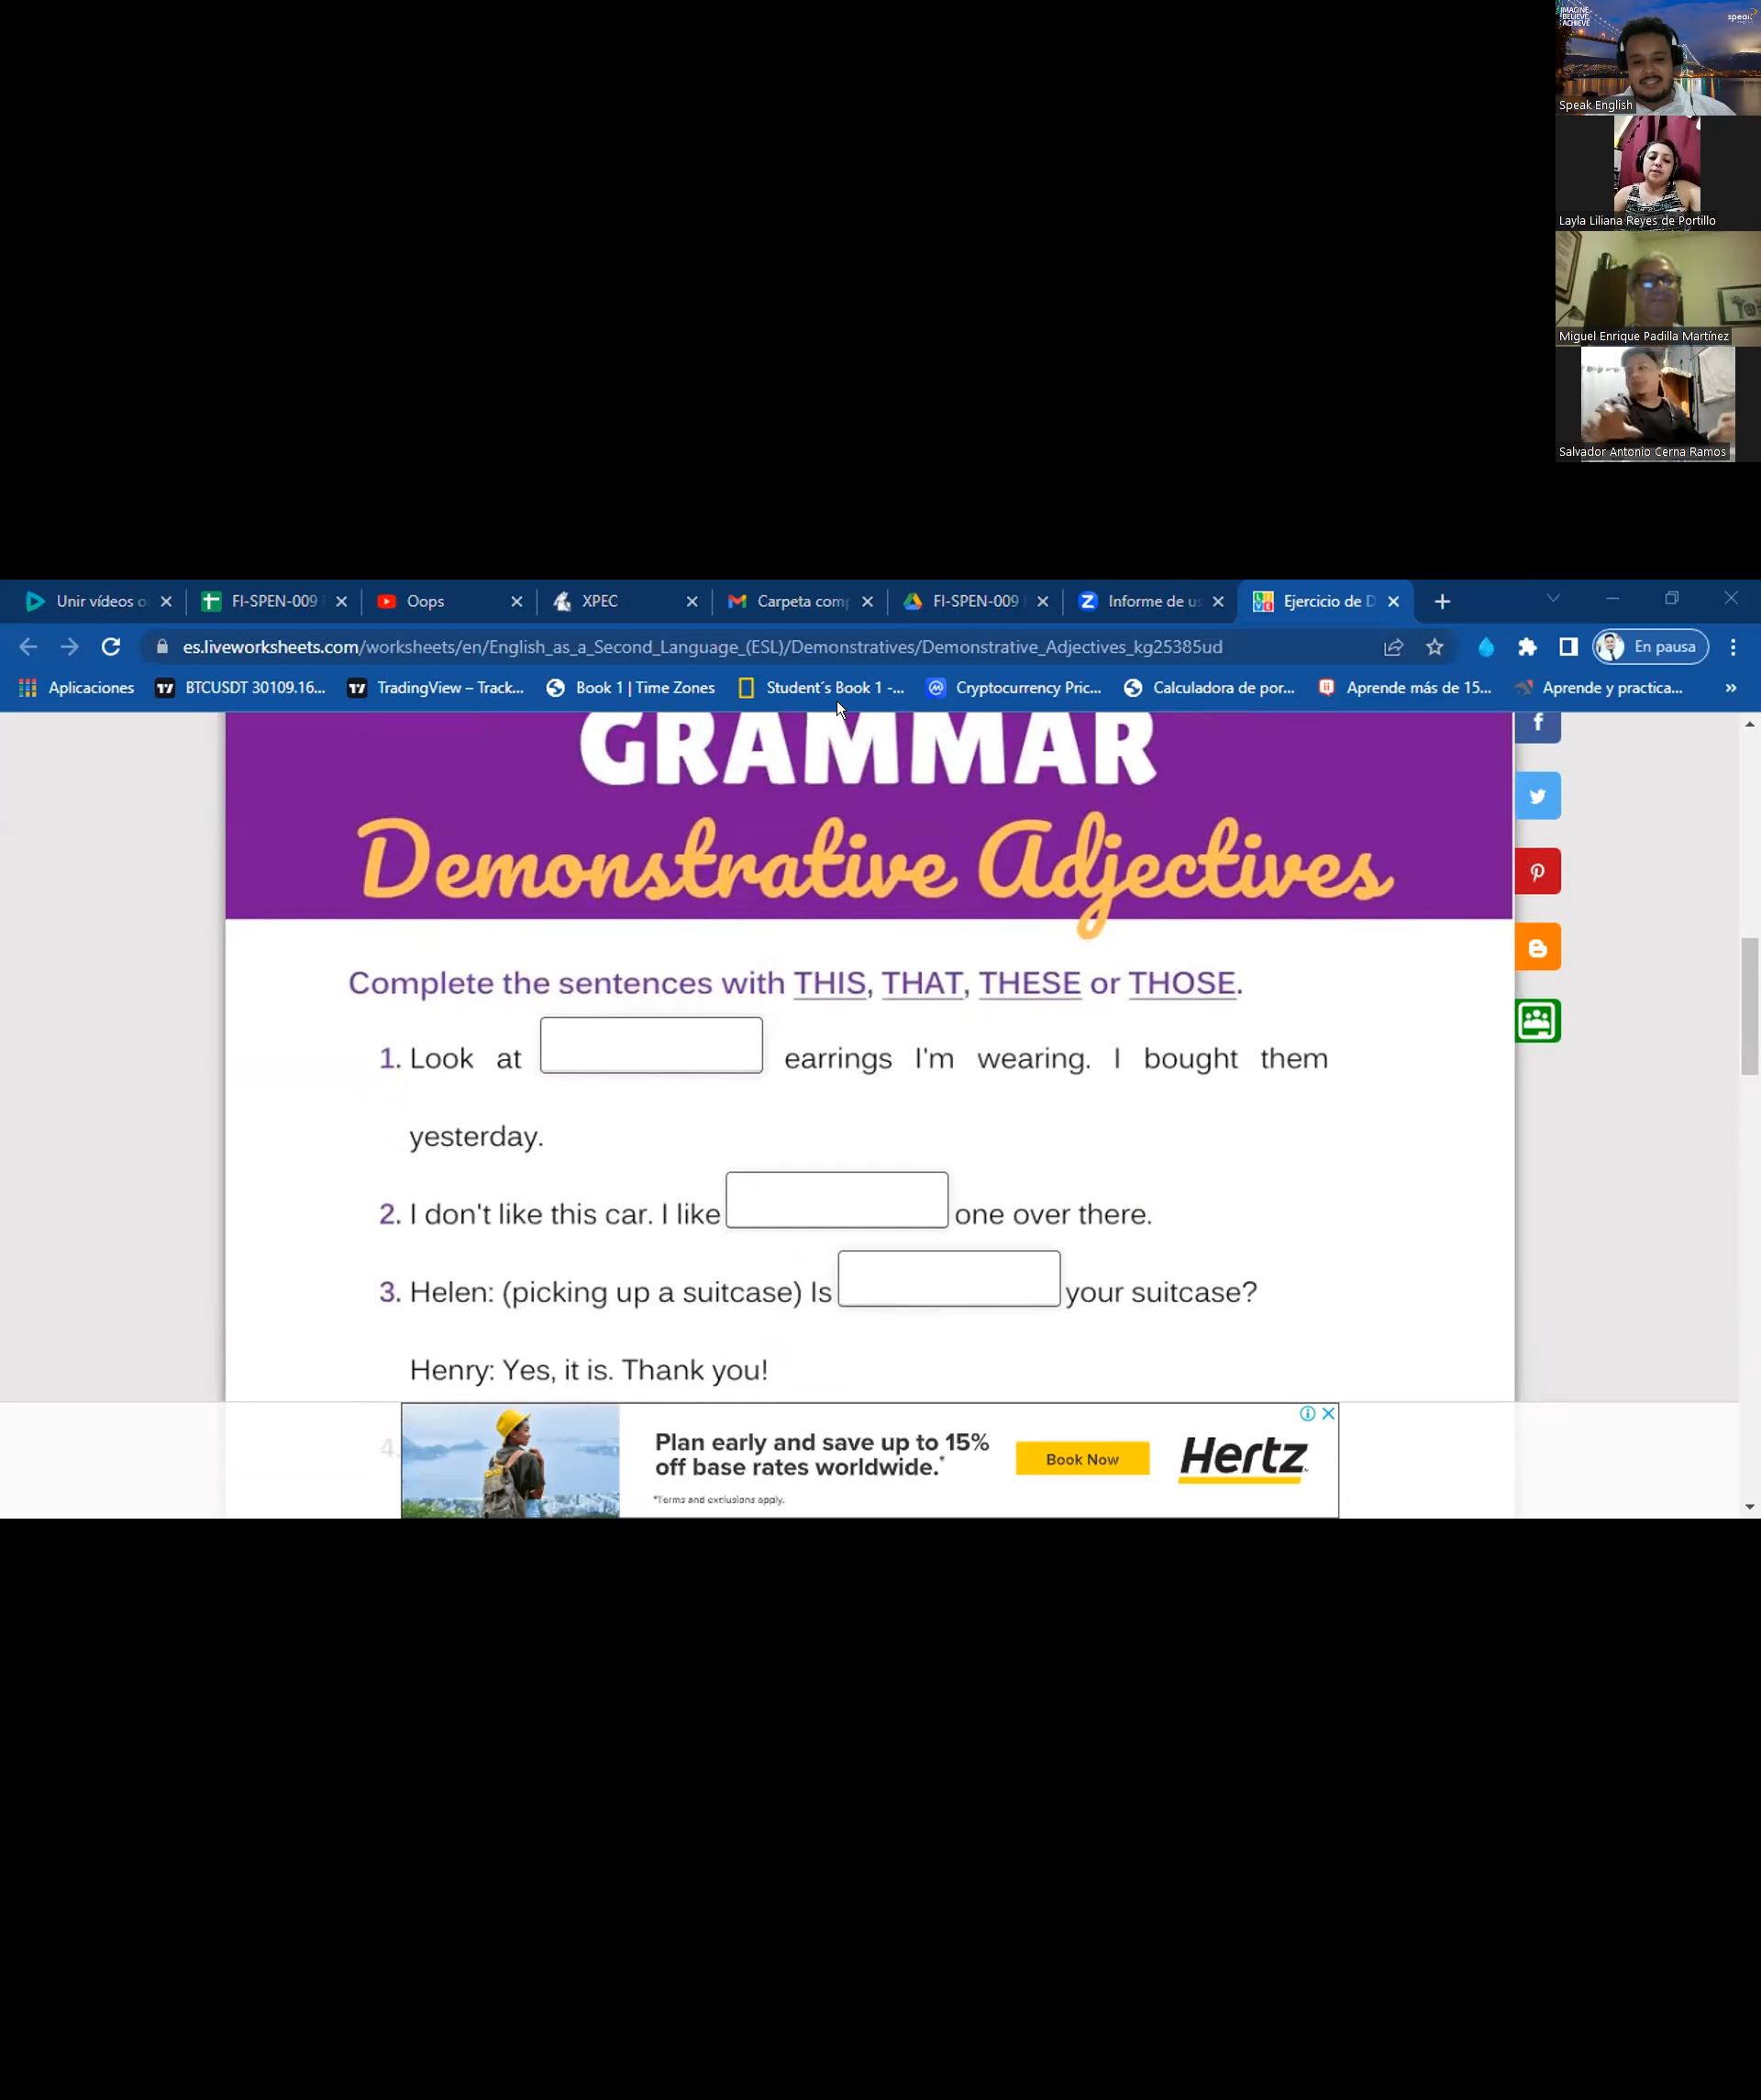 IMAGINE
BELIEVE
ACHIEVE
speak
Speak English
Layla Liliana Reyes de Portillo
Miguel Enrique Padilla Martínez
Salvador Antonio Cerna Ramos
Unir vídeos o
FI-SPEN-009
Oops
XPEC
Carpeta com
FI-SPEN-009
Informe de us
Ejercicio de D
es.liveworksheets.com/worksheets/en/English_as_a_Second_Language_(ESL)/Demonstratives/Demonstrative_Adjectives_kg25385ud
En pausa
Aplicaciones
BTCUSDT 30109.16...
TradingView – Track...
Book 1 | Time Zones
Student´s Book 1 -...
Cryptocurrency Pric...
Calculadora de por...
Aprende más de 15...
Aprende y practica...
»
GRAMMAR
Demonstrative Adjectives
Complete the sentences with THIS, THAT, THESE or THOSE.
1. Look at earrings I'm wearing. I bought them
yesterday.
2. I don't like this car. I like one over there.
3. Helen: (picking up a suitcase) Is your suitcase?
Henry: Yes, it is. Thank you!
4.
Plan early and save up to 15%
off base rates worldwide.*
*Terms and exclusions apply.
Book Now
Hertz